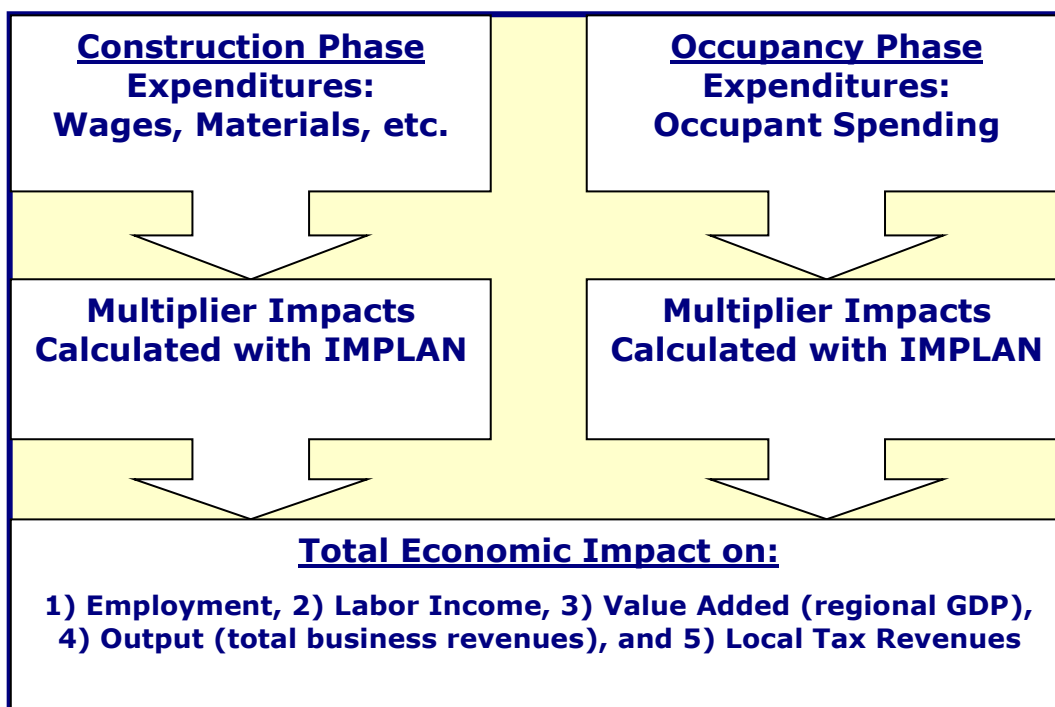 Construction Phase
Expenditures:
Wages, Materials, etc.
Occupancy Phase
Expenditures:
Occupant Spending
Multiplier Impacts
Calculated with IMPLAN
Multiplier Impacts
Calculated with IMPLAN
Total Economic Impact on:
1) Employment, 2) Labor Income, 3) Value Added (regional GDP),
4) Output (total business revenues), and 5) Local Tax Revenues